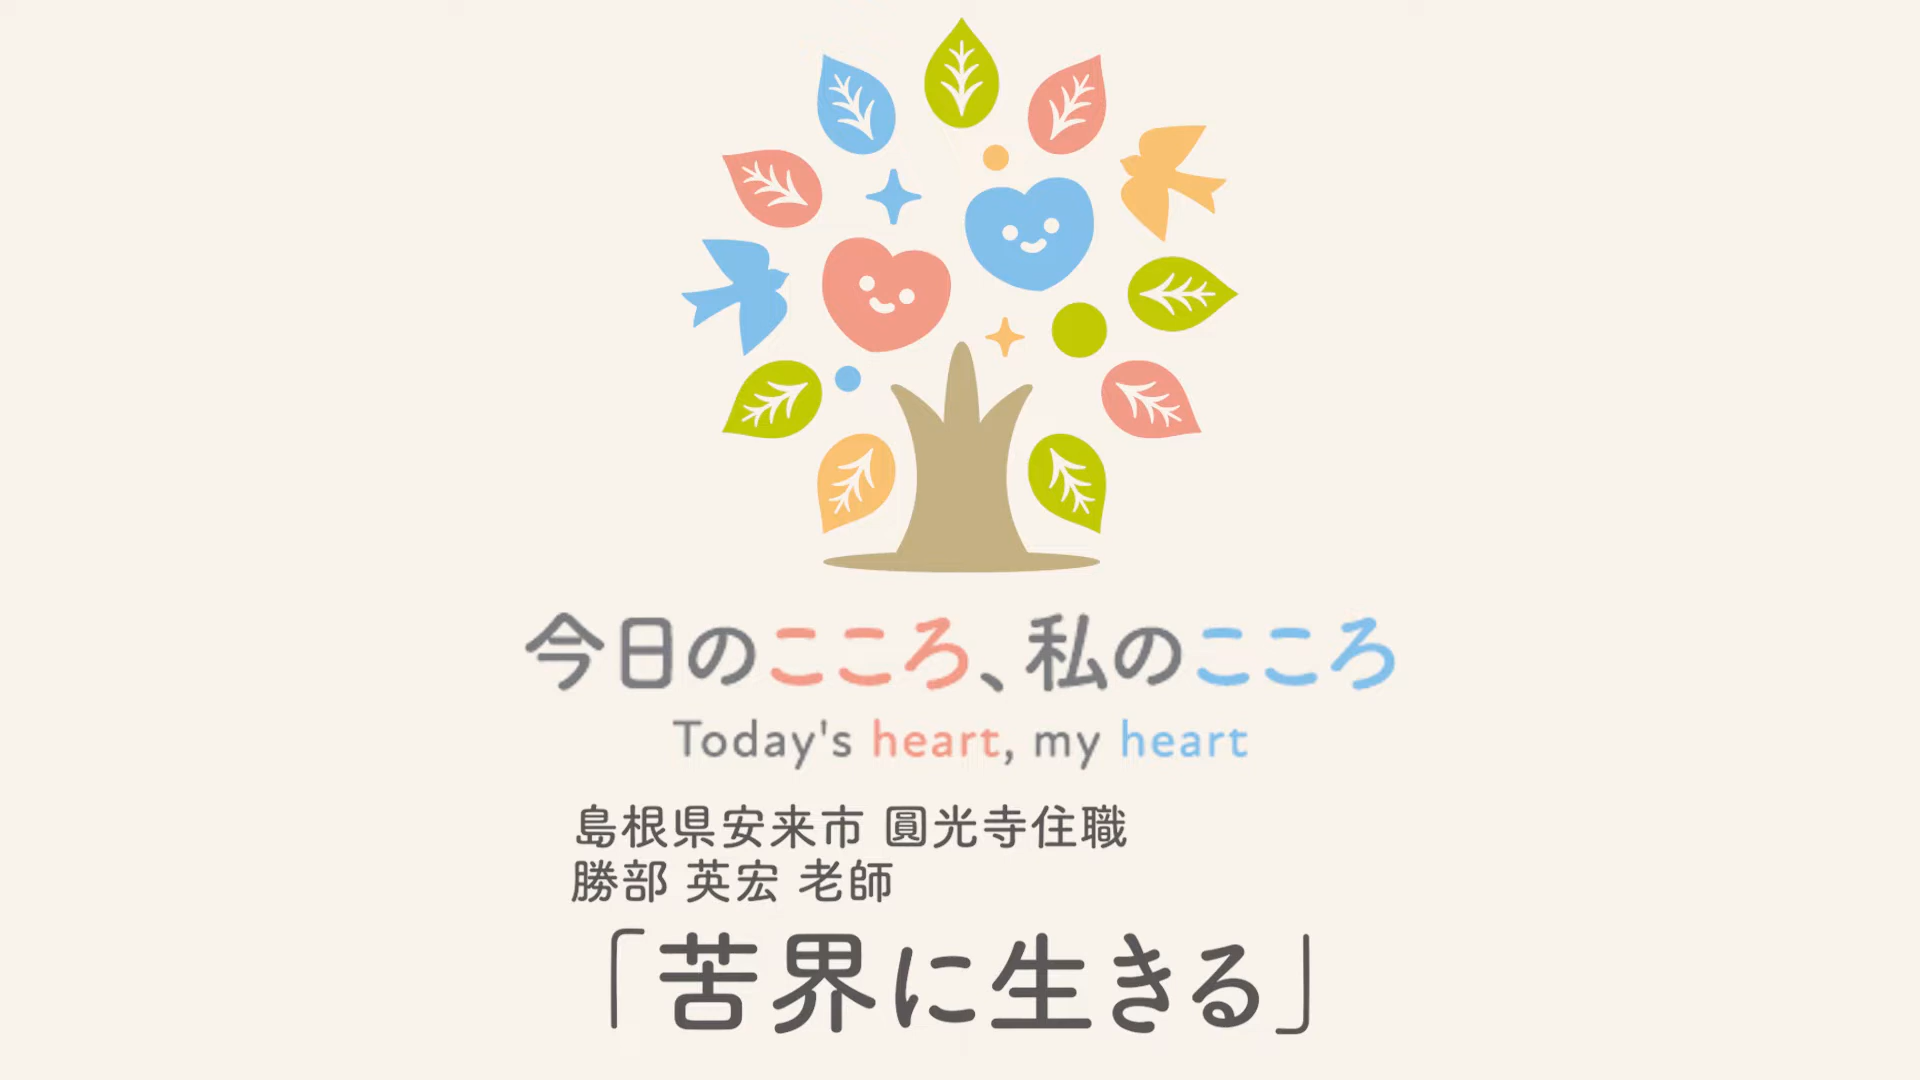 今日のこころ、私のこころ
Today's heart, my heart
島根県安来市 圓光寺住職
勝部 英宏 老師
「苦界に生きる」